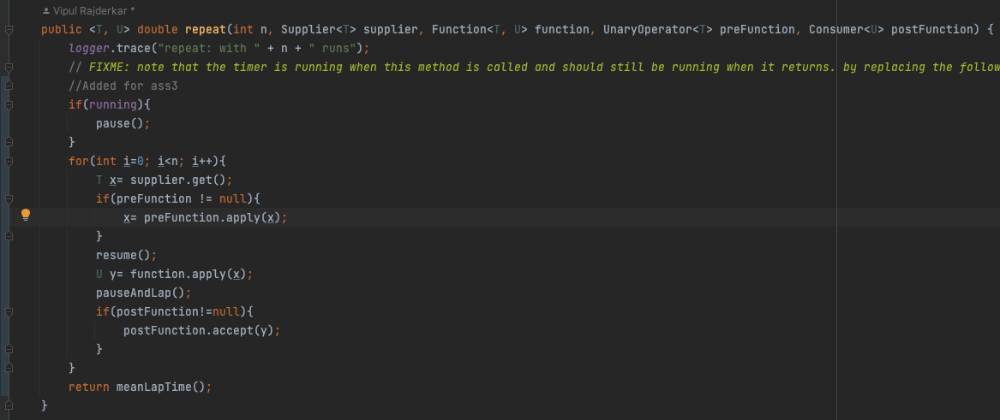 Vipul Rajderkar *
public <T, U> double repeat(int n, Supplier<T> supplier, Function<T, U> function, UnaryOperator<T> preFunction, Consumer<U> postFunction) {
logger.trace("repeat: with " + n + " runs");
// FIXME: note that the timer is running when this method is called and should still be running when it returns. by replacing the follow
//Added for ass3
if(running){
pause();
}
for(int i=0; i<n; i++){
T x= supplier.get();
if(preFunction != null){
x= preFunction.apply(x);
}
resume();
U y= function.apply(x);
pauseAndLap();
if(postFunction!=null){
postFunction.accept(y);
}
}
return meanLapTime();
}